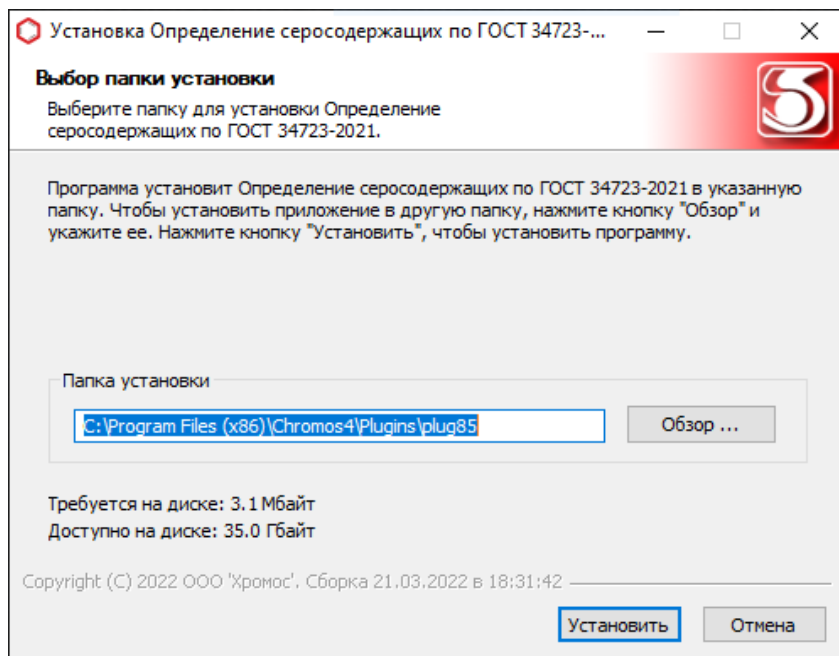 Установка Определение серосодержащих по ГОСТ 34723-...
Выбор папки установки
Выберите папку для установки Определение
серосодержащих по ГОСТ 34723-2021.
Программа установит Определение серосодержащих по ГОСТ 34723-2021 в указанную
папку. Чтобы установить приложение в другую папку, нажмите кнопку "Обзор" и
укажите ее. Нажмите кнопку "Установить", чтобы установить программу.
Папка установки
C:\Program Files (x86)\Chromos4\Plugins\plug85
Обзор ...
Требуется на диске: 3.1 Мбайт
Доступно на диске: 35.0 Гбайт
Copyright (C) 2022 ООО 'Хромос'. Сборка 21.03.2022 в 18:31:42
Установить
Отмена